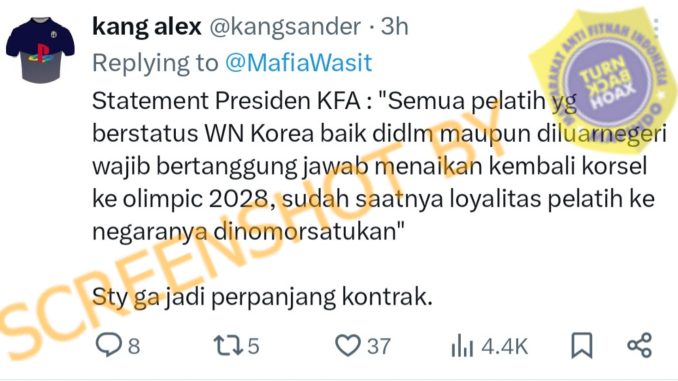 kang alex @kangsander · 3h
Replying to @MafiaWasit
Statement Presiden KFA : "Semua pelatih yg
berstatus WN Korea baik didlm maupun diluarnegeri
wajib bertanggung jawab menaikan kembali korsel
ke olimpic 2028, sudah saatnya loyalitas pelatih ke
negaranya dinomorsatukan"
Sty ga jadi perpanjang kontrak.
8 5 37 4.4K
SCREENSHOT BY
MASYARAKAT ANTI FITNAH INDONESIA
TURN
BACK
HOAX
MAFINDO